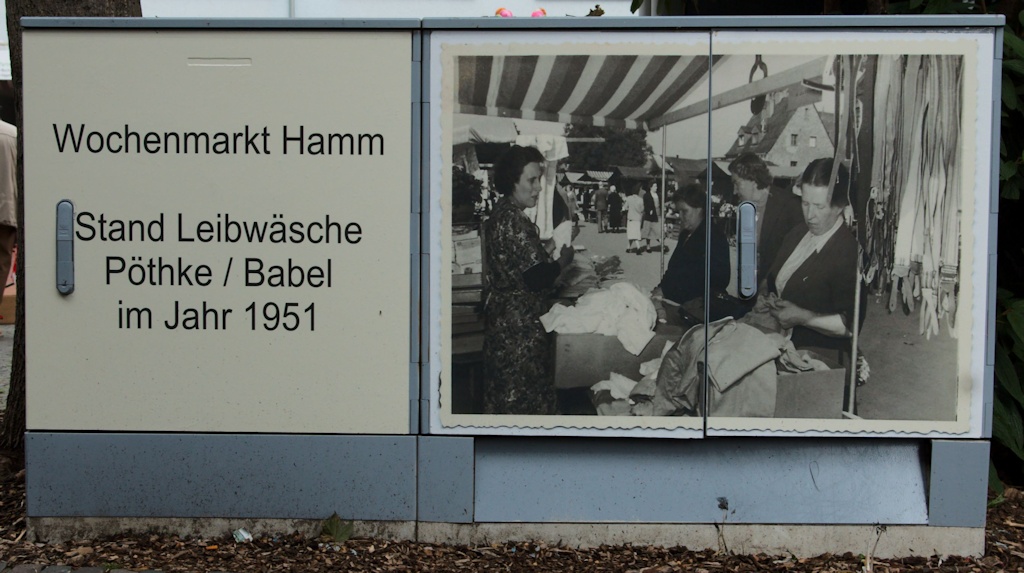 Wochenmarkt Hamm
Stand Leibwäsche
Pöthke / Babel
im Jahr 1951